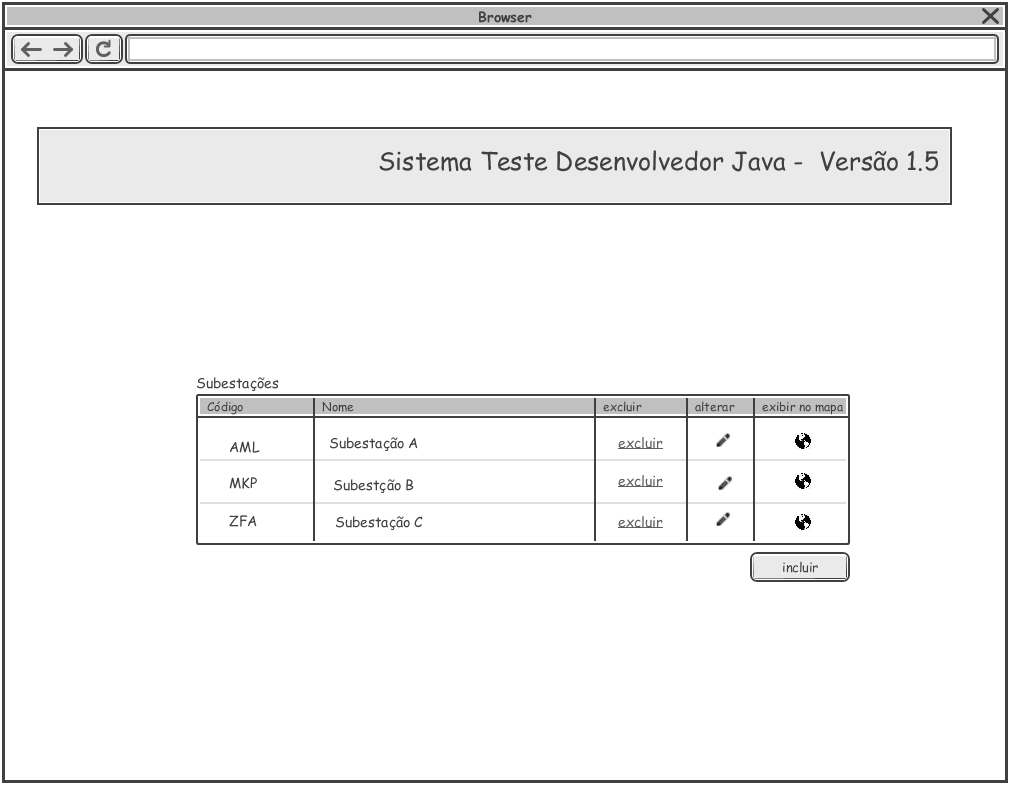 Browser
Sistema Teste Desenvolvedor Java - Versão 1.5
Subestações
Código Nome excluir alterar exibir no mapa
AML Subestação A excluir
MKP Subestção B excluir
ZFA Subestação C excluir
incluir